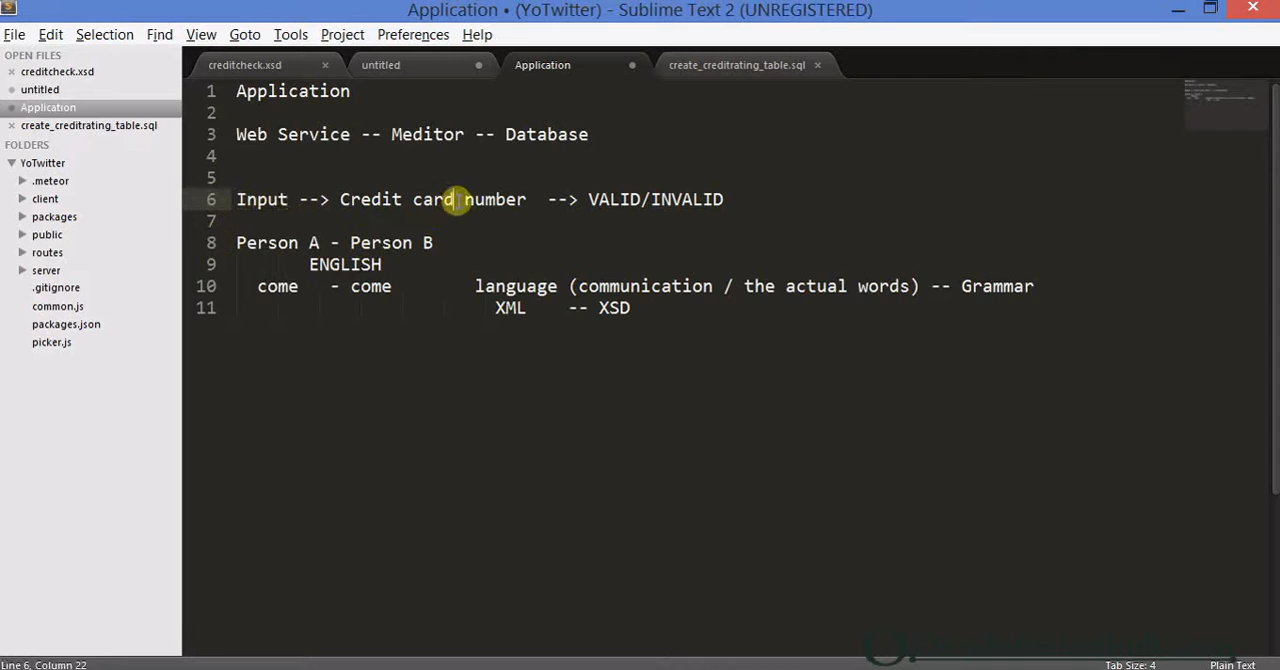 Application • (YoTwitter) - Sublime Text 2 (UNREGISTERED)
File Edit Selection Find View Goto Tools Project Preferences Help
OPEN FILES
creditcheck.xsd
untitled
Application
create_creditrating_table.sql
FOLDERS
YoTwitter
.meteor
client
packages
public
routes
server
.gitignore
common.js
packages.json
picker.js
creditcheck.xsd untitled Application create_creditrating_table.sql
1 Application
2
3 Web Service -- Meditor -- Database
4
5
6 Input --> Credit card number --> VALID/INVALID
7
8 Person A - Person B
9 ENGLISH
10 come - come language (communication / the actual words) -- Grammar
11 XML -- XSD
Line 6, Column 22
Tab Size: 4
Plain Text